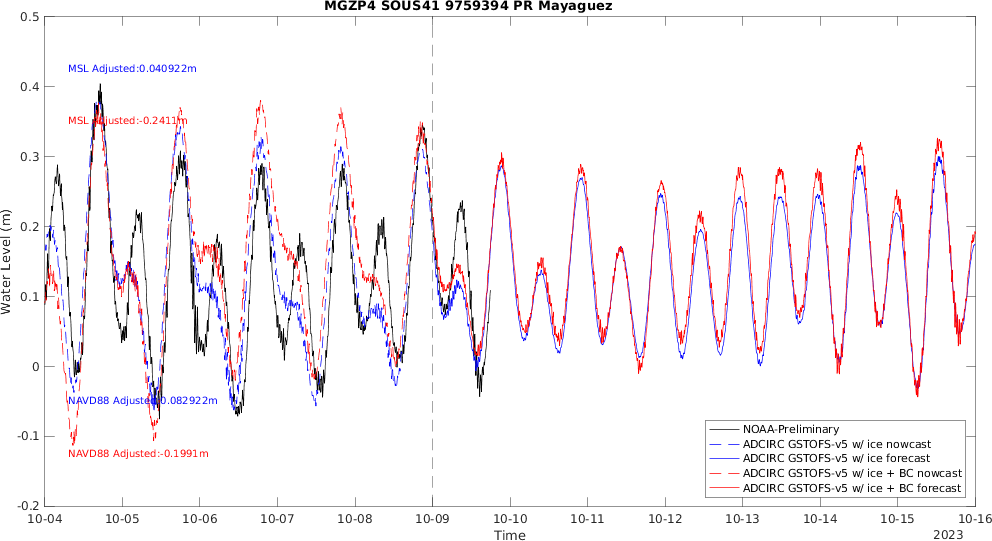 MGZP4 SOUS41 9759394 PR Mayaguez
0.5
0.4
0.3
0.2
0.1
0
-0.1
-0.2
Water Level (m)
MSL Adjusted:0.040922m
MSL Adjusted:-0.2411m
NAVD88 Adjusted:0.082922m
NAVD88 Adjusted:-0.1991m
NOAA-Preliminary
ADCIRC GSTOFS-v5 w/ ice nowcast
ADCIRC GSTOFS-v5 w/ ice forecast
ADCIRC GSTOFS-v5 w/ ice + BC nowcast
ADCIRC GSTOFS-v5 w/ ice + BC forecast
10-04 10-05 10-06 10-07 10-08 10-09 10-10 10-11 10-12 10-13 10-14 10-15 10-16
Time
2023